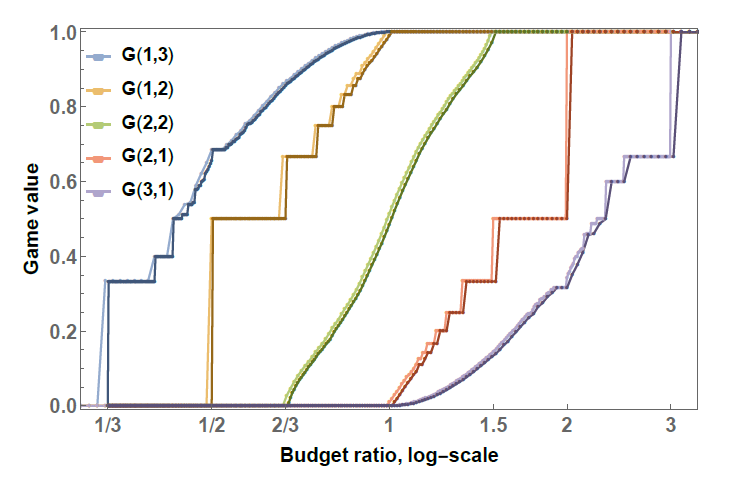 1.0
0.8
0.6
0.4
0.2
0.0
Game value
G(1,3)
G(1,2)
G(2,2)
G(2,1)
G(3,1)
1/3 1/2 2/3 1 1.5 2 3
Budget ratio, log-scale